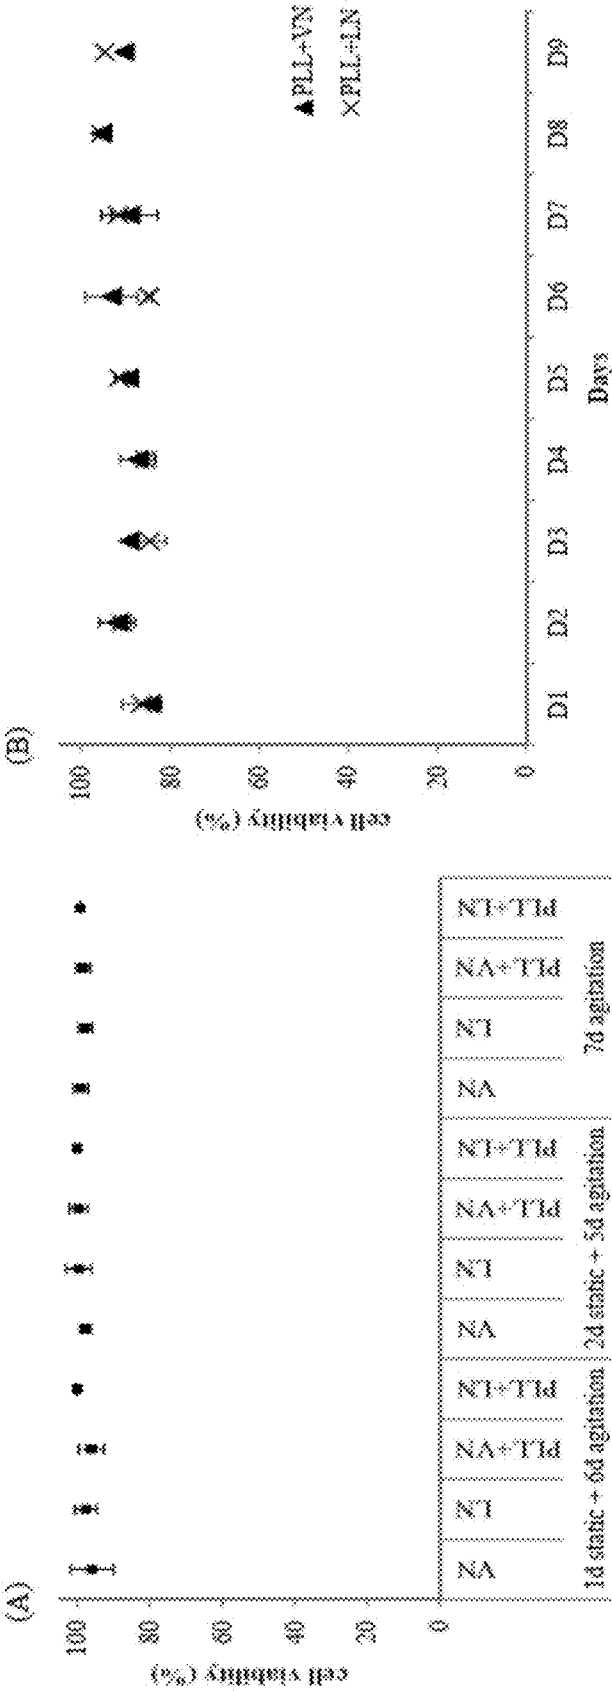 (A)
cell viability (%)
100
80
60
40
20
0
VN LN PLL+VN PLL+LN VN LN PLL+VN PLL+LN VN LN PLL+VN PLL+LN
1d static + 6d agitation 2d static + 5d agitation 7d agitation
(B)
cell viability (%)
100
80
60
40
20
0
▲PLL+VN
×PLL+LN
D1 D2 D3 D4 D5 D6 D7 D8 D9
Days